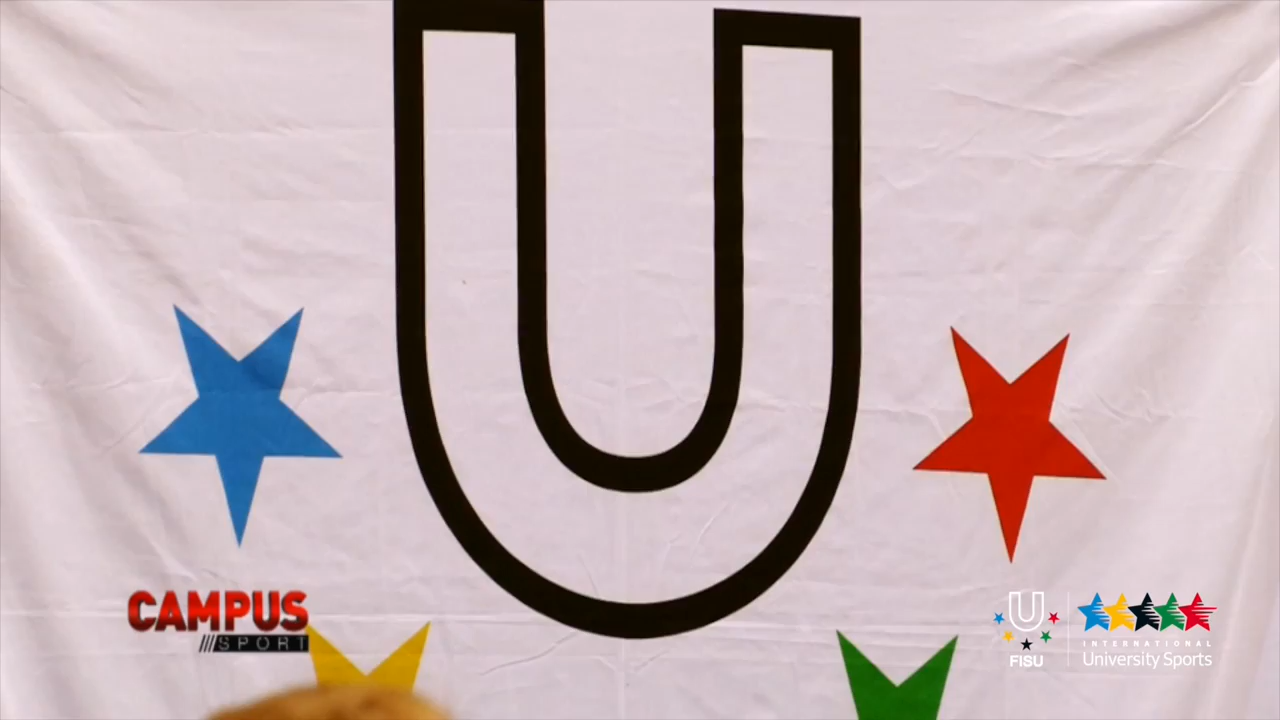 U
CAMPUS
///SPORT
U
FISU
INTERNATIONAL
University Sports